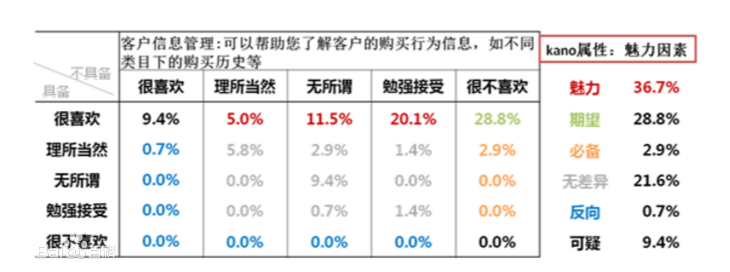 客户信息管理:可以帮助您了解客户的购买行为信息，如不同
类目下的购买历史等
kano属性：魅力因素
不具备
具备
很喜欢 理所当然 无所谓 勉强接受 很不喜欢
魅力 36.7%
很喜欢 9.4% 5.0% 11.5% 20.1% 28.8% 期望 28.8%
理所当然 0.7% 5.8% 2.9% 1.4% 2.9% 必备 2.9%
无所谓 0.0% 0.0% 9.4% 0.0% 0.0% 无差异 21.6%
勉强接受 0.0% 0.0% 0.7% 1.4% 0.0% 反向 0.7%
很不喜欢 0.0% 0.0% 0.0% 0.0% 0.0% 可疑 9.4%
Baidu百科